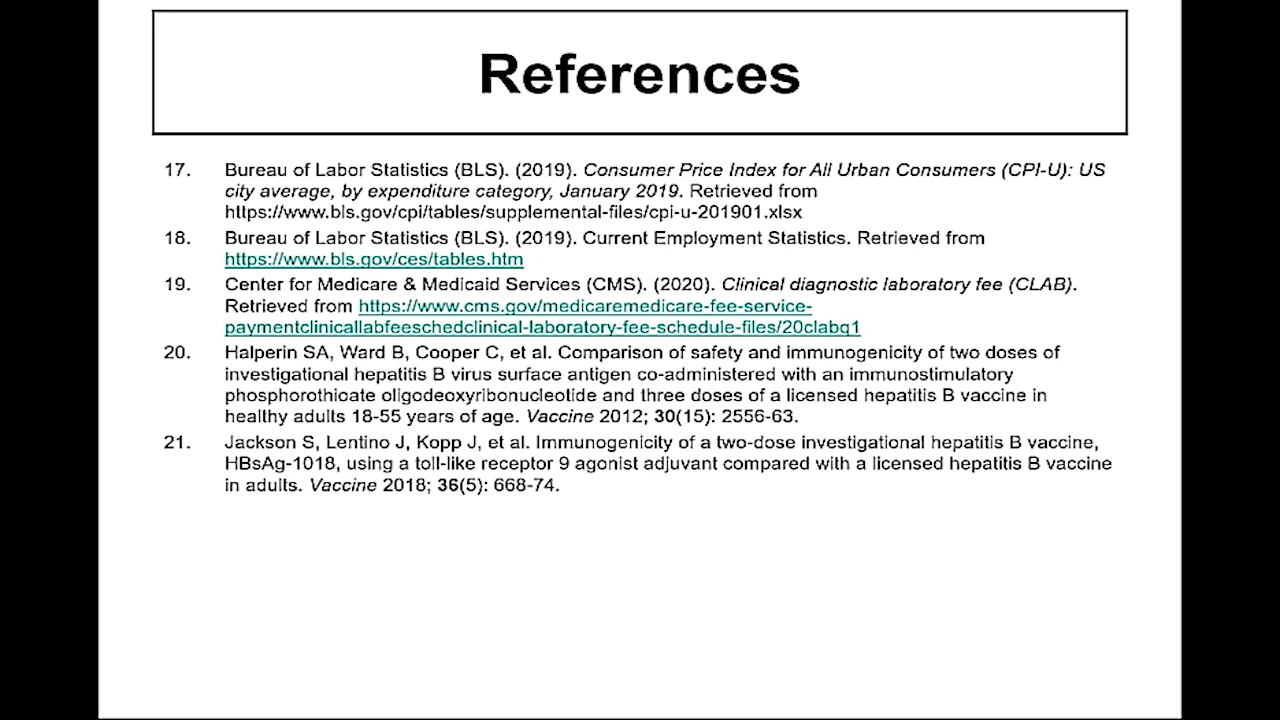 References
17. Bureau of Labor Statistics (BLS). (2019). Consumer Price Index for All Urban Consumers (CPI-U): US
city average, by expenditure category, January 2019. Retrieved from
https://www.bls.gov/cpi/tables/supplemental-files/cpi-u-201901.xlsx
18. Bureau of Labor Statistics (BLS). (2019). Current Employment Statistics. Retrieved from
https://www.bls.gov/ces/tables.htm
19. Center for Medicare & Medicaid Services (CMS). (2020). Clinical diagnostic laboratory fee (CLAB).
Retrieved from https://www.cms.gov/medicaremedicare-fee-service-
paymentclinicallabfeeschedclinical-laboratory-fee-schedule-files/20clabq1
20. Halperin SA, Ward B, Cooper C, et al. Comparison of safety and immunogenicity of two doses of
investigational hepatitis B virus surface antigen co-administered with an immunostimulatory
phosphorothioate oligodeoxyribonucleotide and three doses of a licensed hepatitis B vaccine in
healthy adults 18-55 years of age. Vaccine 2012; 30(15): 2556-63.
21. Jackson S, Lentino J, Kopp J, et al. Immunogenicity of a two-dose investigational hepatitis B vaccine,
HBsAg-1018, using a toll-like receptor 9 agonist adjuvant compared with a licensed hepatitis B vaccine
in adults. Vaccine 2018; 36(5): 668-74.